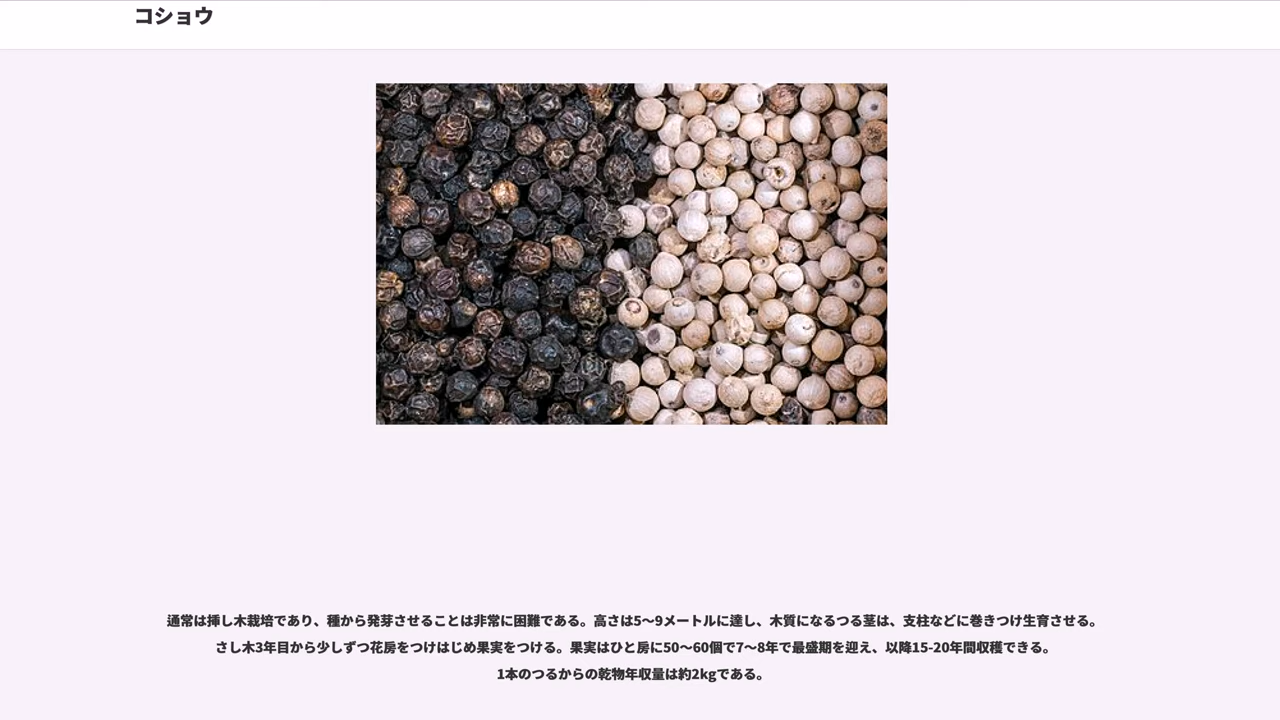 コショウ
通常は挿し木栽培であり、種から発芽させることは非常に困難である。高さは5〜9メートルに達し、木質になるつる茎は、支柱などに巻きつけ生育させる。
さし木3年目から少しずつ花房をつけはじめ果実をつける。果実はひと房に50〜60個で7〜8年で最盛期を迎え、以降15-20年間収穫できる。
1本のつるからの乾物年収量は約2kgである。